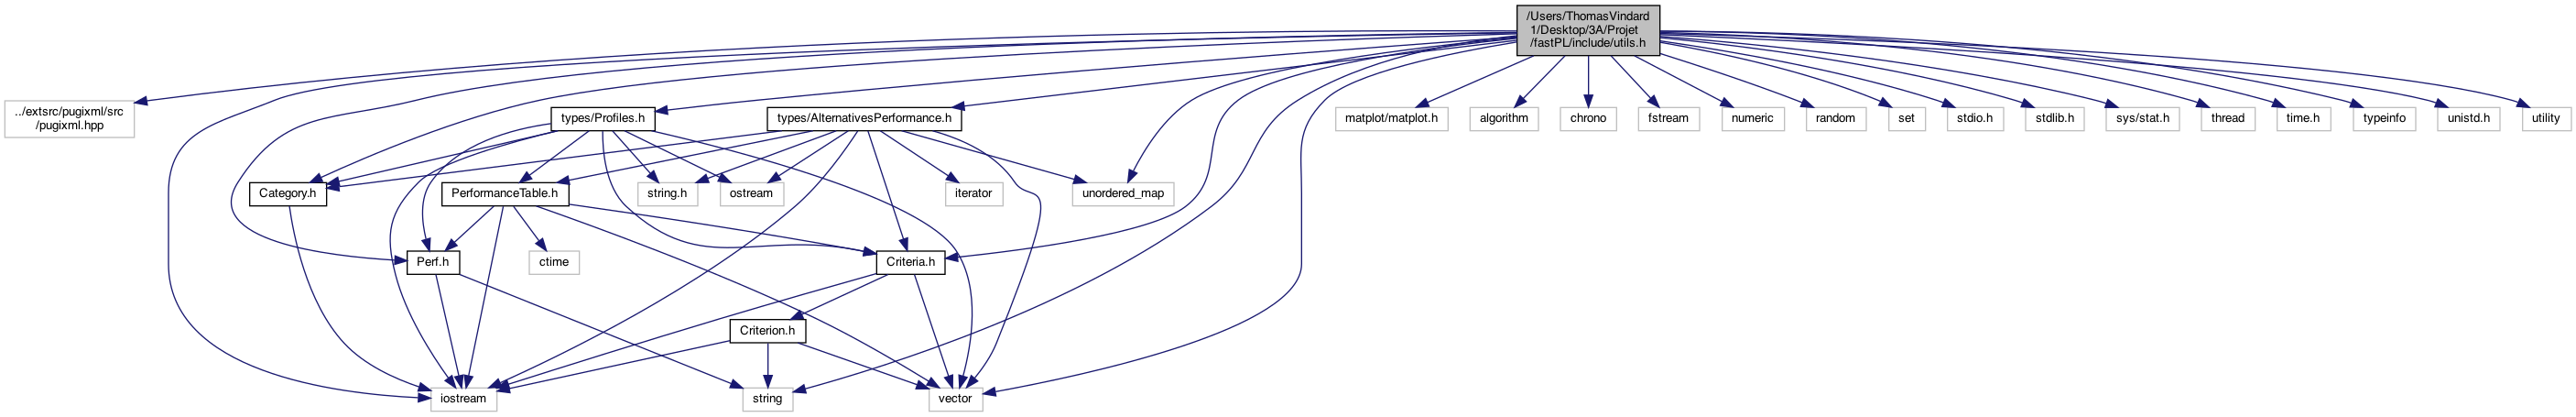 /Users/ThomasVindard
1/Desktop/3A/Projet
/fastPL/include/utils.h
../extsrc/pugixml/src
/pugixml.hpp
types/Profiles.h
types/AlternativesPerformance.h
matplot/matplot.h
algorithm
chrono
fstream
numeric
random
set
stdio.h
stdlib.h
sys/stat.h
thread
time.h
typeinfo
unistd.h
utility
Category.h
PerformanceTable.h
string.h
ostream
iterator
unordered_map
Perf.h
ctime
Criteria.h
Criterion.h
iostream
string
vector